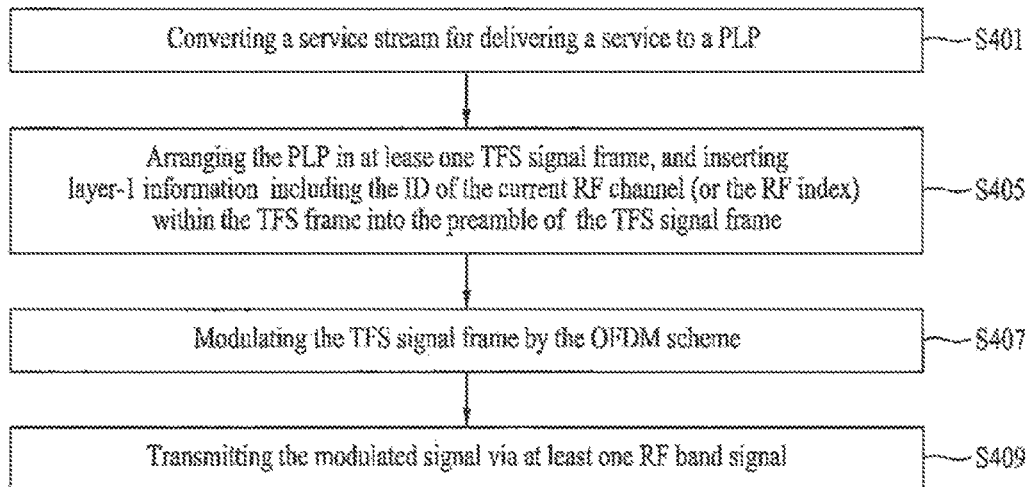 Converting a service stream for delivering a service to a PLP
S401
Arranging the PLP in at lease one TFS signal frame, and inserting
layer-1 information including the ID of the current RF channel (or the RF index)
within the TFS frame into the preamble of the TFS signal frame
S405
Modulating the TFS signal frame by the OFDM scheme
S407
Transmitting the modulated signal via at least one RF band signal
S409